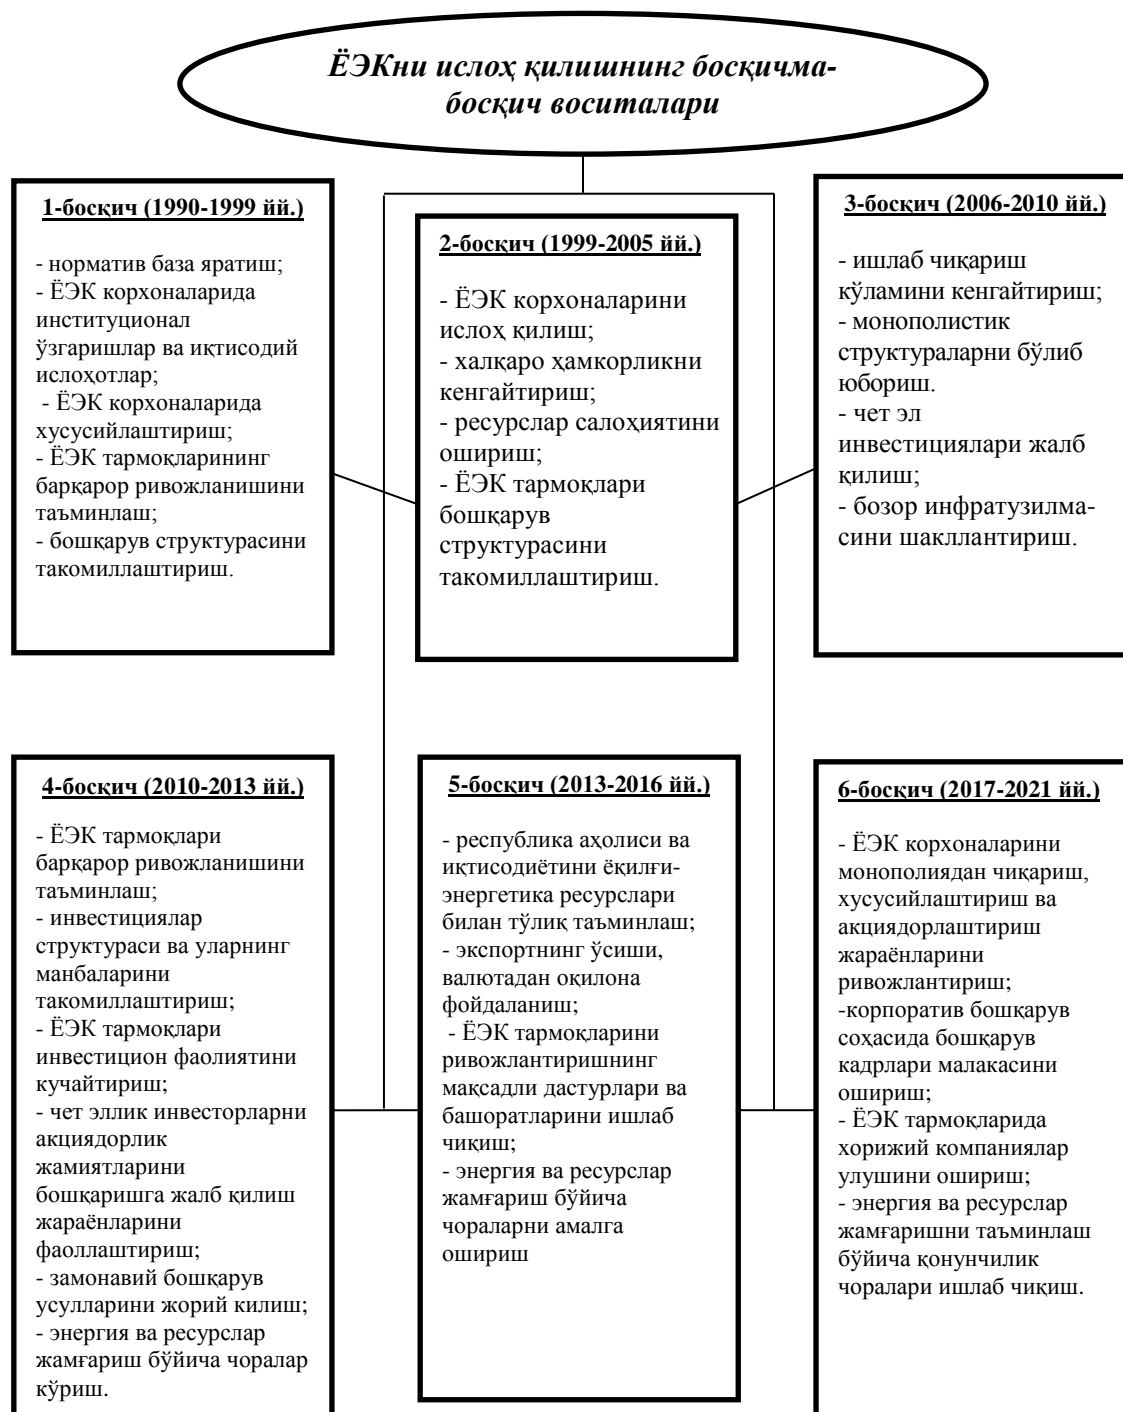 ЁЭКни ислоҳ қилишнинг босқичма-
босқич воситалари
1-босқич (1990-1999 йй.)
- норматив база яратиш;
- ЁЭК корхоналарида
институционал
ўзгаришлар ва иқтисодий
ислоҳотлар;
- ЁЭК корхоналарида
хусусийлаштириш;
- ЁЭК тармоқларининг
барқарор ривожланишини
таъминлаш;
- бошқарув структурасини
такомиллаштириш.
2-босқич (1999-2005 йй.)
- ЁЭК корхоналарини
ислоҳ қилиш;
- халқаро ҳамкорликни
кенгайтириш;
- ресурслар салоҳиятини
ошириш;
- ЁЭК тармоқлари
бошқарув
структурасини
такомиллаштириш.
3-босқич (2006-2010 йй.)
- ишлаб чиқариш
кўламини кенгайтириш;
- монополистик
структураларни бўлиб
юбориш.
- чет эл
инвестициялари жалб
қилиш;
- бозор инфратузилма-
сини шакллантириш.
4-босқич (2010-2013 йй.)
- ЁЭК тармоқлари
барқарор ривожланишини
таъминлаш;
- инвестициялар
структураси ва уларнинг
манбаларини
такомиллаштириш;
- ЁЭК тармоқлари
инвестицион фаолиятини
кучайтириш;
- чет эллик инвесторларни
акциядорлик
жамиятларини
бошқаришга жалб қилиш
жараёнларини
фаоллаштириш;
- замонавий бошқарув
усулларини жорий килиш;
- энергия ва ресурслар
жамғариш бўйича чоралар
кўриш.
5-босқич (2013-2016 йй.)
- республика аҳолиси ва
иқтисодиётини ёқилғи-
энергетика ресурслари
билан тўлиқ таъминлаш;
- экспортнинг ўсиши,
валютадан оқилона
фойдаланиш;
- ЁЭК тармоқларини
ривожлантиришнинг
мақсадли дастурлари ва
башоратларини ишлаб
чиқиш;
- энергия ва ресурслар
жамғариш бўйича
чораларни амалга
ошириш
6-босқич (2017-2021 йй.)
- ЁЭК корхоналарини
монополиядан чиқариш,
хусусийлаштириш ва
акциядорлаштириш
жараёнларини
ривожлантириш;
-корпоратив бошқарув
соҳасида бошқарув
кадрлари малакасини
ошириш;
- ЁЭК тармоқларида
хорижий компаниялар
улушини ошириш;
- энергия ва ресурслар
жамғаришни таъминлаш
бўйича қонунчилик
чоралари ишлаб чиқиш.